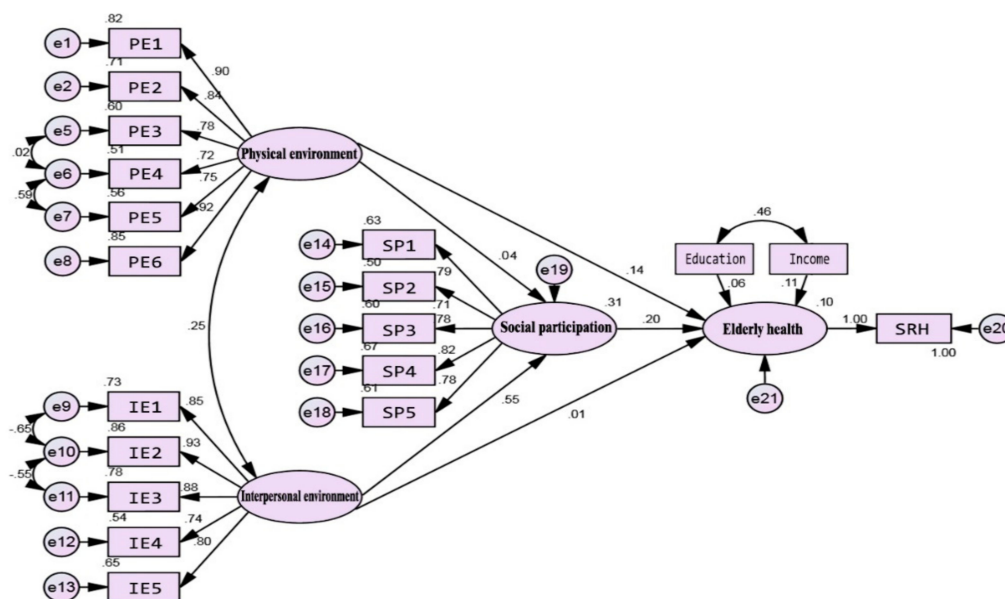 .82
e1
PE1
.90
.71
e2
PE2
.84
.60
e5
PE3
.78
.02
.51
e6
PE4
.72
.59
.56
e7
PE5
.75
.85
e8
PE6
.92
Physical environment
.25
.04
.14
.63
e14
SP1
.79
.50
e15
SP2
.71
.60
e16
SP3
.78
.67
e17
SP4
.82
.61
e18
SP5
.78
e19
.31
Social participation
.20
.55
.01
.46
Education
Income
.06
.11
.10
Elderly health
e21
1.00
SRH
1.00
e20
.73
e9
IE1
.85
-.65
.86
e10
IE2
.93
-.55
.78
e11
IE3
.88
.54
e12
IE4
.74
.65
e13
IE5
.80
Interpersonal environment